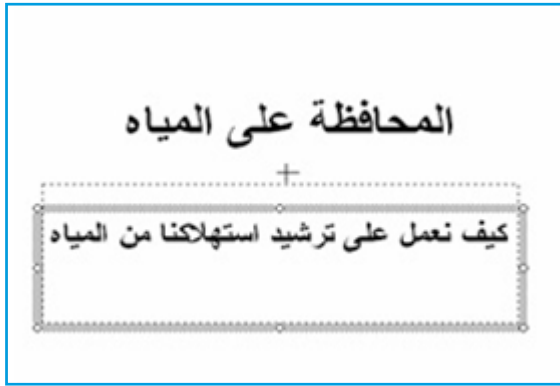 المحافظة على المياه
كيف نعمل على ترشيد استهلاكنا من المياه